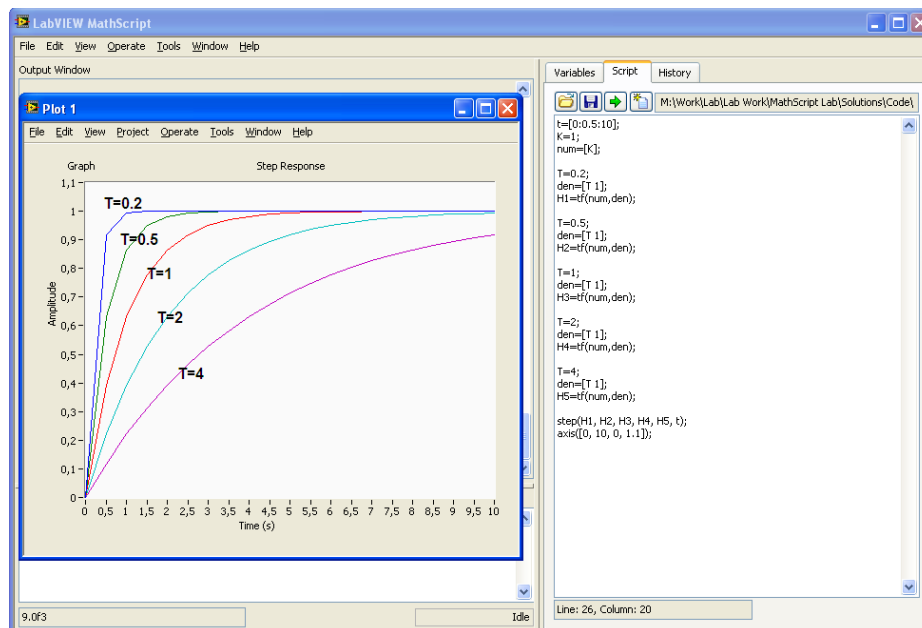 LabVIEW MathScript
File Edit View Operate Tools Window Help
Output Window
Plot 1
File Edit View Project Operate Tools Window Help
Graph
Step Response
Amplitude
1,1
1
0,9
0,8
0,7
0,6
0,5
0,4
0,3
0,2
0,1
0
T=0.2
T=0.5
T=1
T=2
T=4
0 0,5 1 1,5 2 2,5 3 3,5 4 4,5 5 5,5 6 6,5 7 7,5 8 8,5 9 9,5 10
Time (s)
9.0f3
Idle
Variables Script History
M:\Work\Lab\Lab Work\MathScript Lab\Solutions\Code\
t=[0:0.5:10];
K=1;
num=[K];
T=0.2;
den=[T 1];
H1=tf(num,den);
T=0.5;
den=[T 1];
H2=tf(num,den);
T=1;
den=[T 1];
H3=tf(num,den);
T=2;
den=[T 1];
H4=tf(num,den);
T=4;
den=[T 1];
H5=tf(num,den);
step(H1, H2, H3, H4, H5, t);
axis([0, 10, 0, 1.1]);
Line: 26, Column: 20